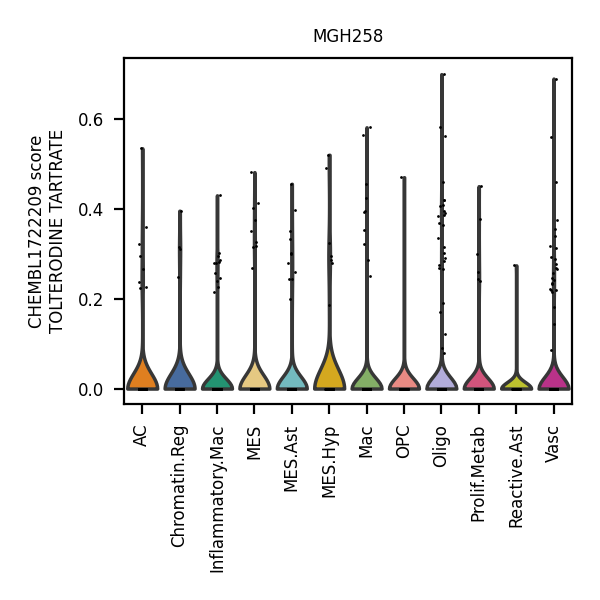 MGH258
CHEMBL1722209 score
TOLTERODINE TARTRATE
0.6
0.4
0.2
0.0
AC
Chromatin.Reg
Inflammatory.Mac
MES
MES.Ast
MES.Hyp
Mac
OPC
Oligo
Prolif.Metab
Reactive.Ast
Vasc